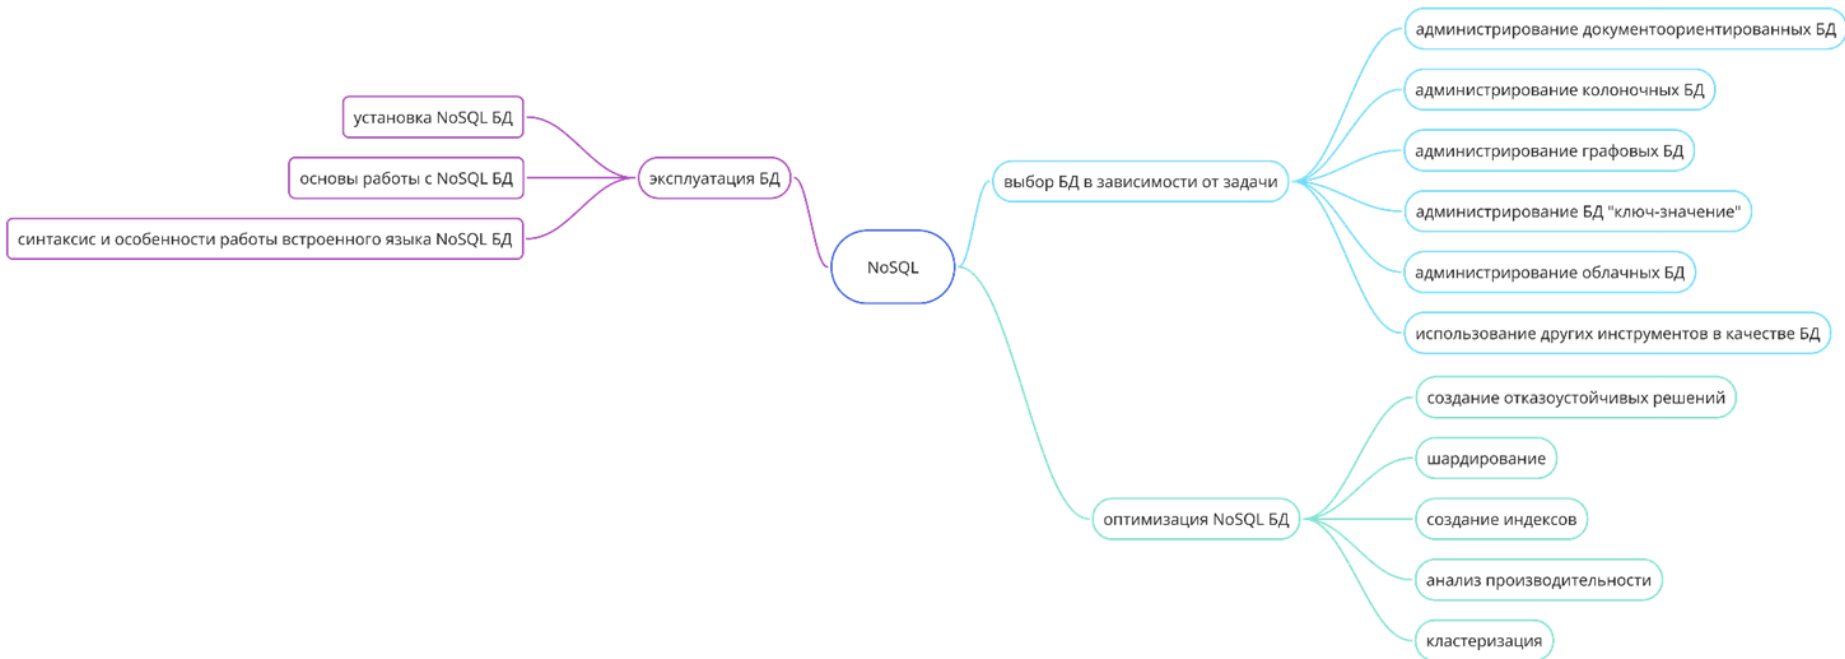 установка NoSQL БД
основы работы с NoSQL БД
синтаксис и особенности работы встроенного языка NoSQL БД
эксплуатация БД
NoSQL
выбор БД в зависимости от задачи
администрирование документоориентированных БД
администрирование колоночных БД
администрирование графовых БД
администрирование БД "ключ-значение"
администрирование облачных БД
использование других инструментов в качестве БД
оптимизация NoSQL БД
создание отказоустойчивых решений
шардирование
создание индексов
анализ производительности
кластеризация